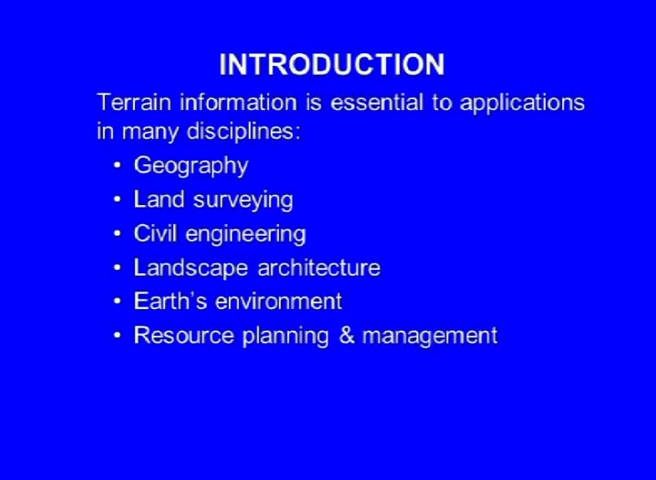 INTRODUCTION
Terrain information is essential to applications
in many disciplines:
• Geography
• Land surveying
• Civil engineering
• Landscape architecture
• Earth's environment
• Resource planning & management